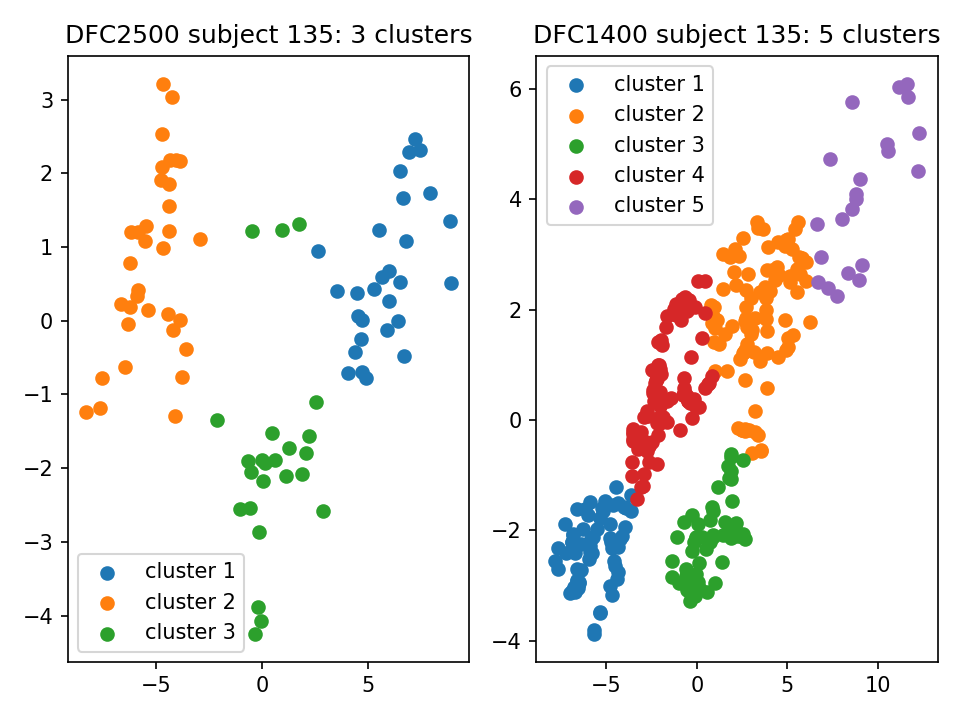 DFC2500 subject 135: 3 clusters
3
2
1
0
−1
−2
−3
−4
cluster 1
cluster 2
cluster 3
−5
0
5
DFC1400 subject 135: 5 clusters
cluster 1
cluster 2
cluster 3
cluster 4
cluster 5
6
4
2
0
−2
−4
−5
0
5
10